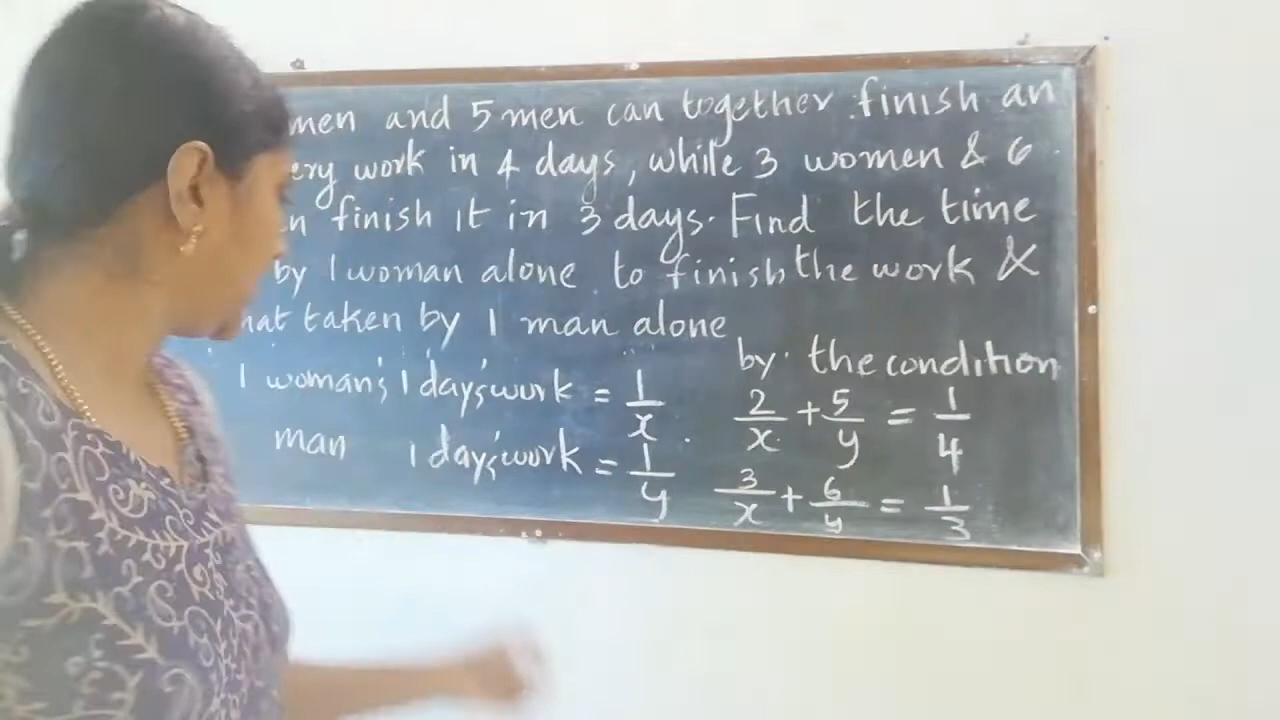 men and 5 men can together finish an
ery work in 4 days, while 3 women & 6
n finish it in 3 days. Find the time
by 1 woman alone to finish the work &
hat taken by 1 man alone
by the condition
1 woman's 1 day's work = 1/x
2/x + 5/y = 1/4
man 1 day's work = 1/y
3/x + 6/y = 1/3